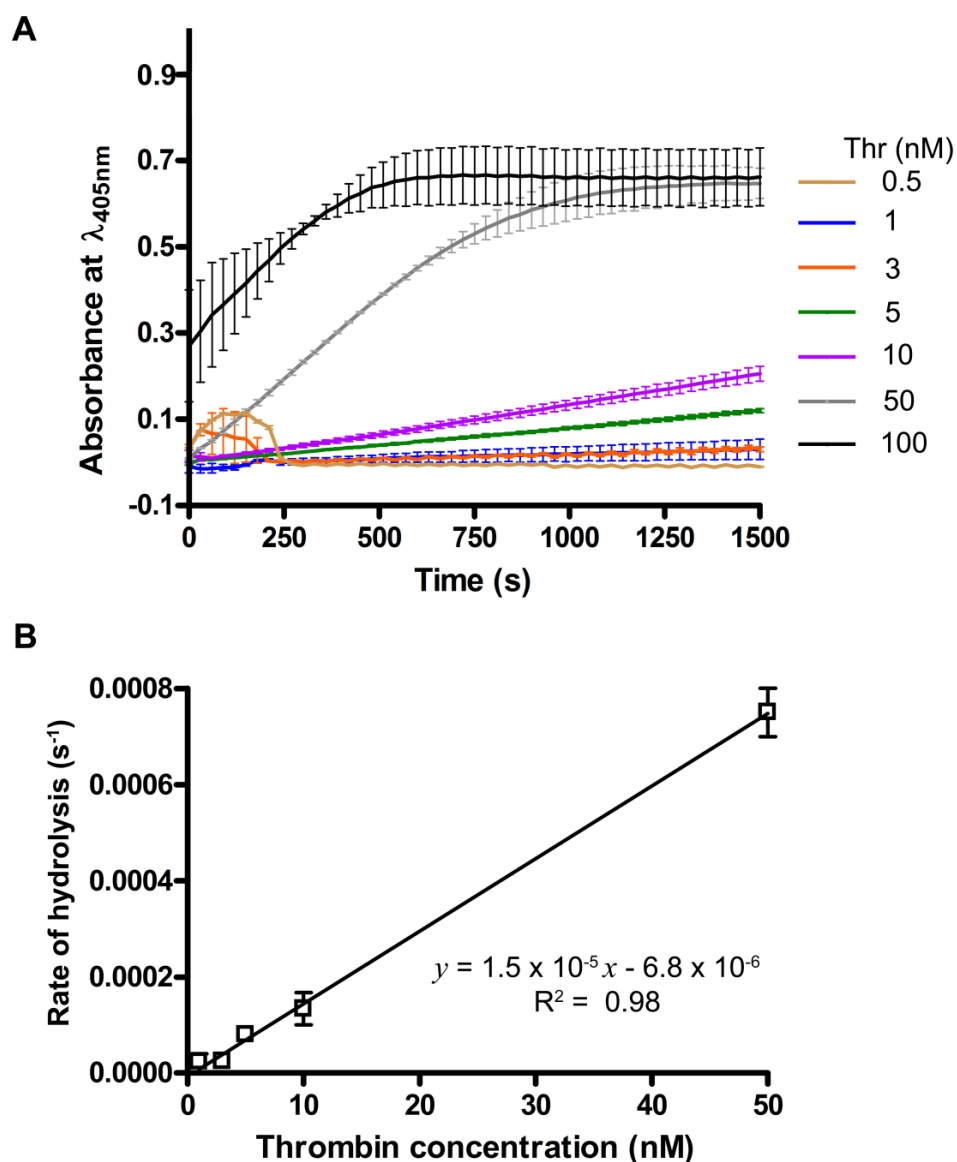 A
Absorbance at λ405nm
0.9
0.7
0.5
0.3
0.1
-0.1
0 250 500 750 1000 1250 1500
Time (s)
Thr (nM)
0.5
1
3
5
10
50
100
B
Rate of hydrolysis (s⁻¹)
0.0008
0.0006
0.0004
0.0002
0.0000
y = 1.5 x 10⁻⁵ x - 6.8 x 10⁻⁶
R² = 0.98
0 10 20 30 40 50
Thrombin concentration (nM)